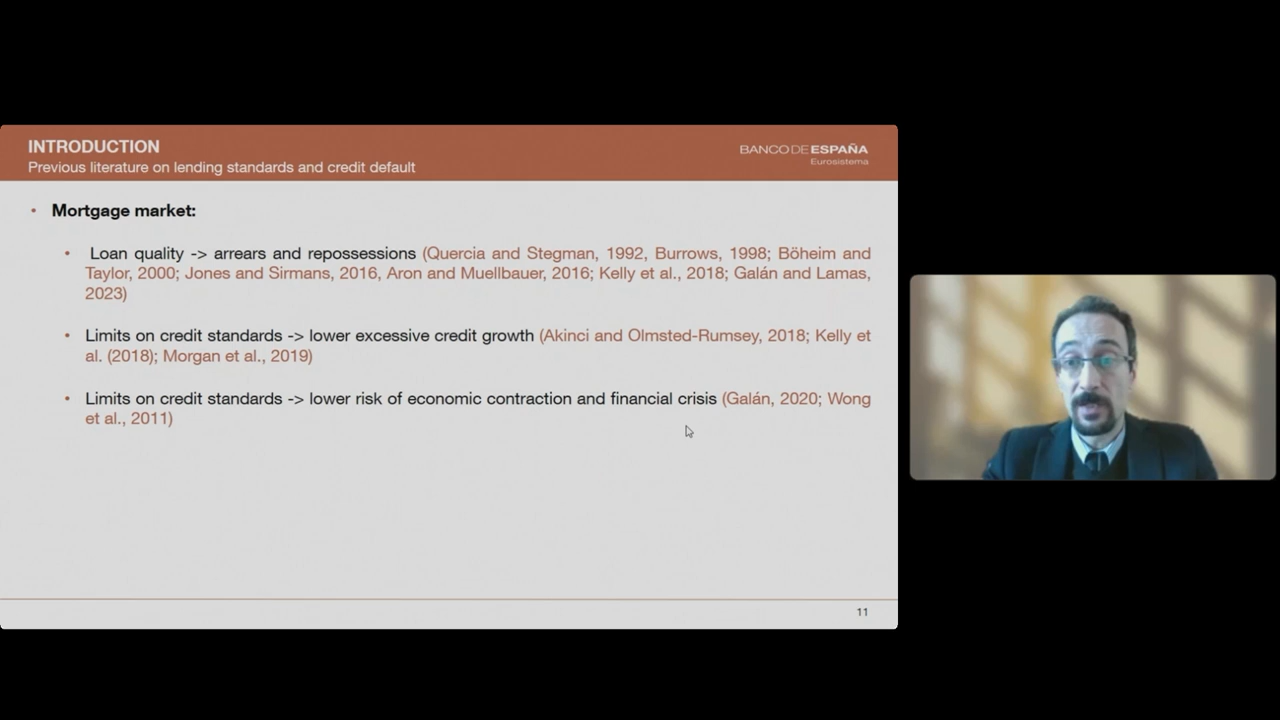 INTRODUCTION
Previous literature on lending standards and credit default
BANCO DE ESPAÑA
Eurosistema
• Mortgage market:
• Loan quality -> arrears and repossessions (Quercia and Stegman, 1992, Burrows, 1998; Böheim and
Taylor, 2000; Jones and Sirmans, 2016, Aron and Muellbauer, 2016; Kelly et al., 2018; Galán and Lamas,
2023)
• Limits on credit standards -> lower excessive credit growth (Akinci and Olmsted-Rumsey, 2018; Kelly et
al. (2018); Morgan et al., 2019)
• Limits on credit standards -> lower risk of economic contraction and financial crisis (Galán, 2020; Wong
et al., 2011)
11